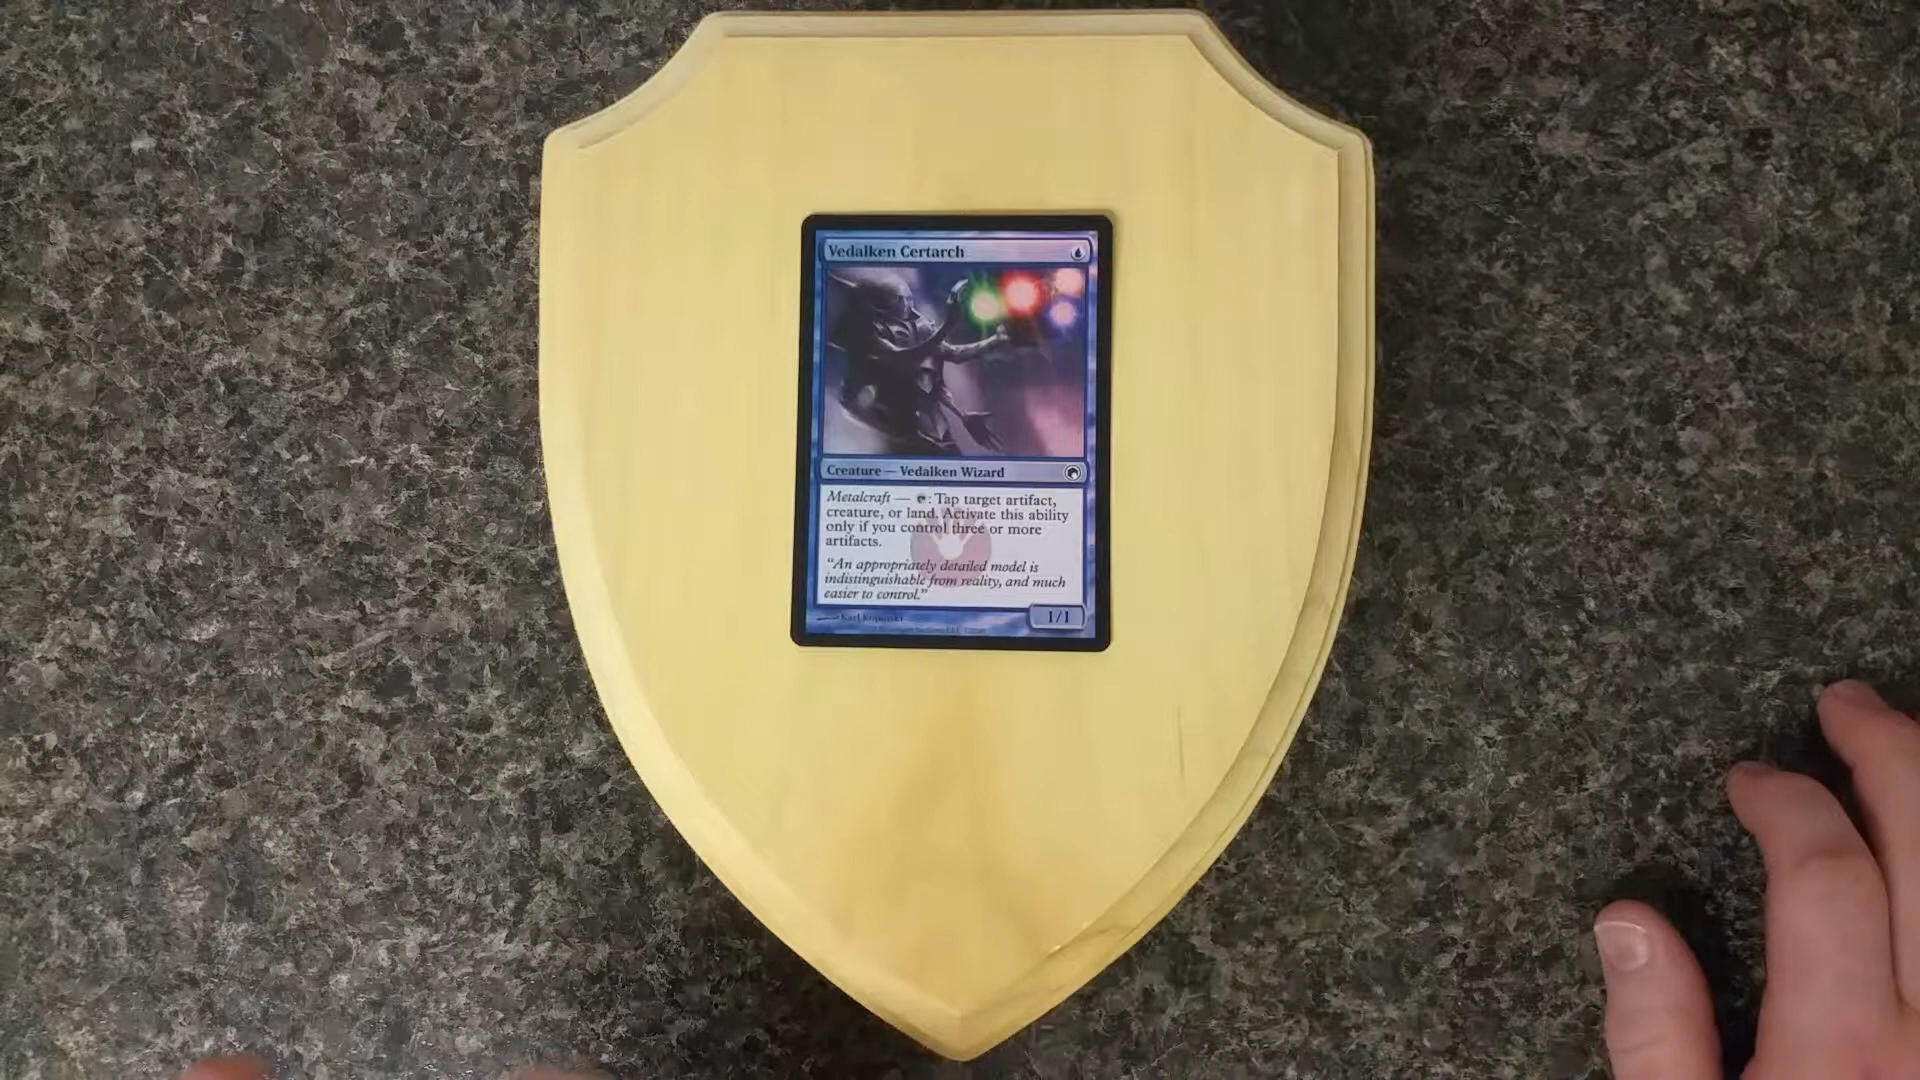 Vedalken Certarch
Creature — Vedalken Wizard
Metalcraft — : Tap target artifact,
creature, or land. Activate this ability
only if you control three or more
artifacts.
“An appropriately detailed model is
indistinguishable from reality, and much
easier to control.”
1/1
Karl Kopinski